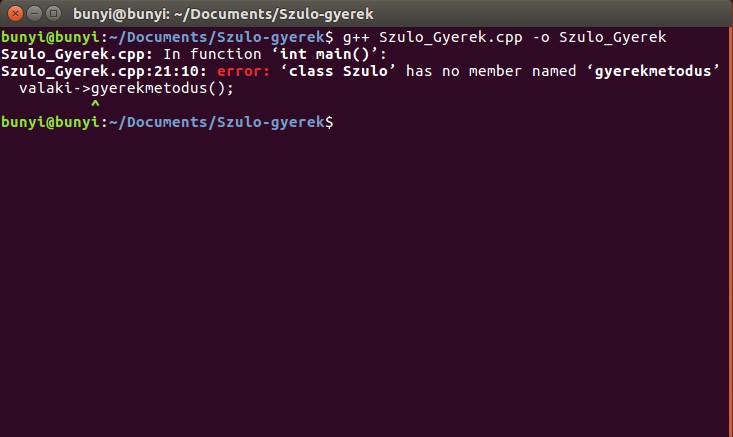 bunyi@bunyi: ~/Documents/Szulo-gyerek
bunyi@bunyi:~/Documents/Szulo-gyerek$ g++ Szulo_Gyerek.cpp -o Szulo_Gyerek
Szulo_Gyerek.cpp: In function ‘int main()’:
Szulo_Gyerek.cpp:21:10: error: ‘class Szulo’ has no member named ‘gyerekmetodus’
  valaki->gyerekmetodus();
          ^
bunyi@bunyi:~/Documents/Szulo-gyerek$